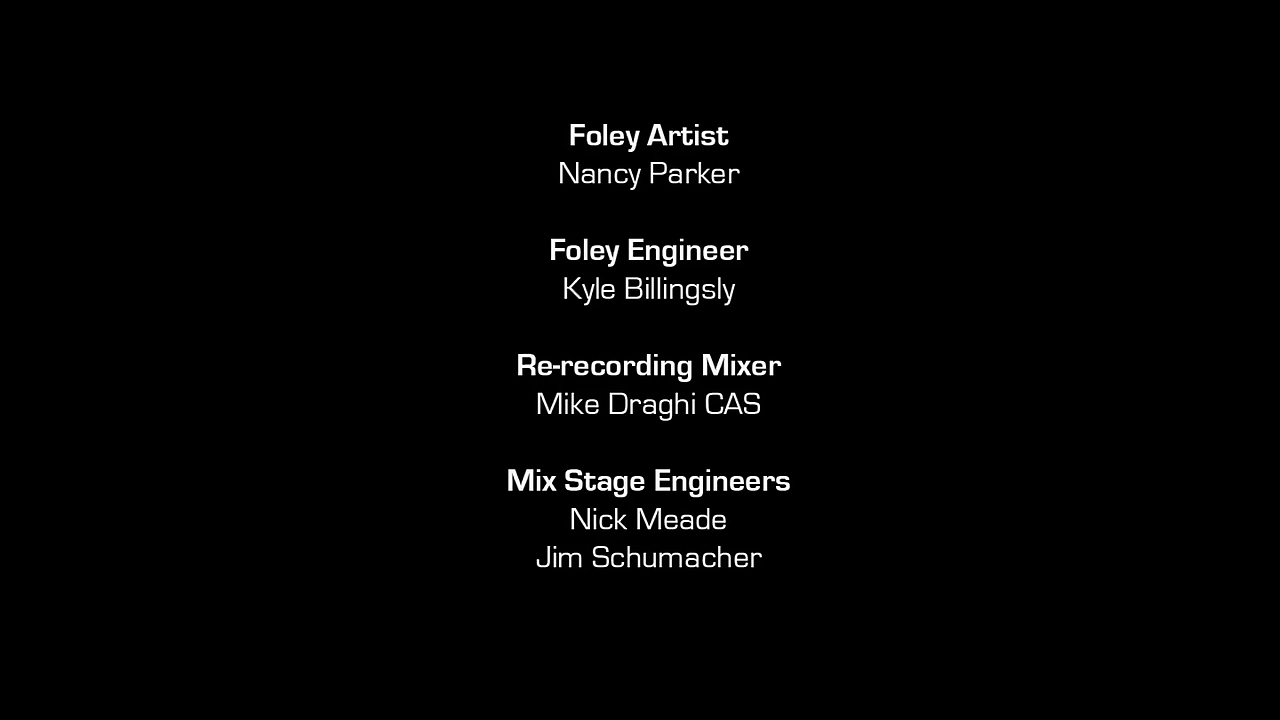 Foley Artist
Nancy Parker
Foley Engineer
Kyle Billingsly
Re-recording Mixer
Mike Draghi CAS
Mix Stage Engineers
Nick Meade
Jim Schumacher